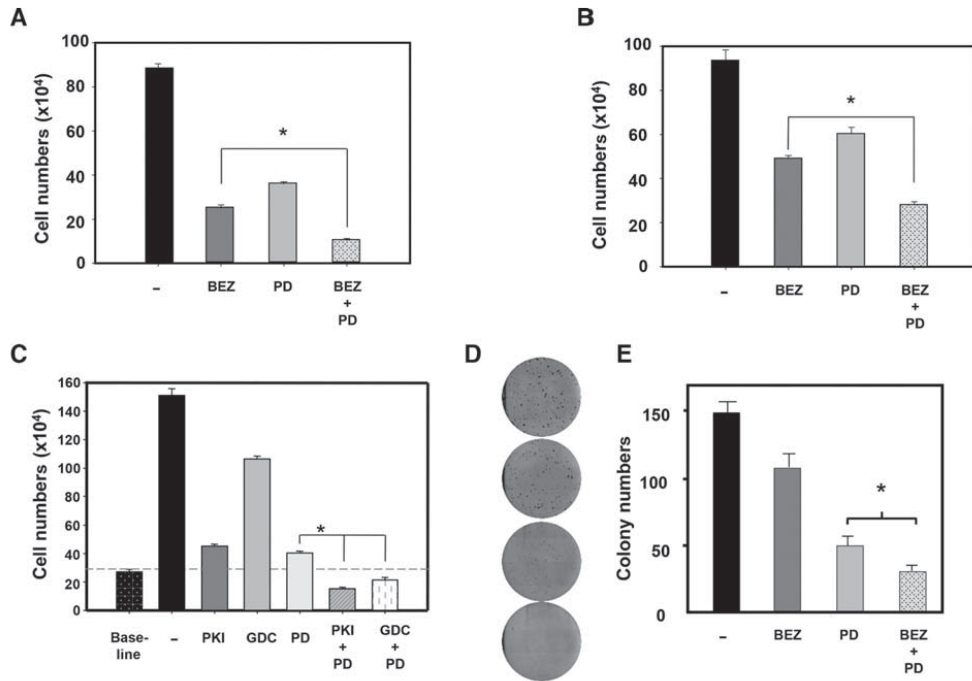 A
Cell numbers (x10⁴)
100
80
60
40
20
0
*
– BEZ PD BEZ
+
PD
B
Cell numbers (x10⁴)
100
80
60
40
20
0
*
– BEZ PD BEZ
+
PD
C
Cell numbers (x10⁴)
160
140
120
100
80
60
40
20
0
*
Base-
line
– PKI GDC PD PKI
+
PD
GDC
+
PD
D
E
Colony numbers
150
100
50
0
*
– BEZ PD BEZ
+
PD